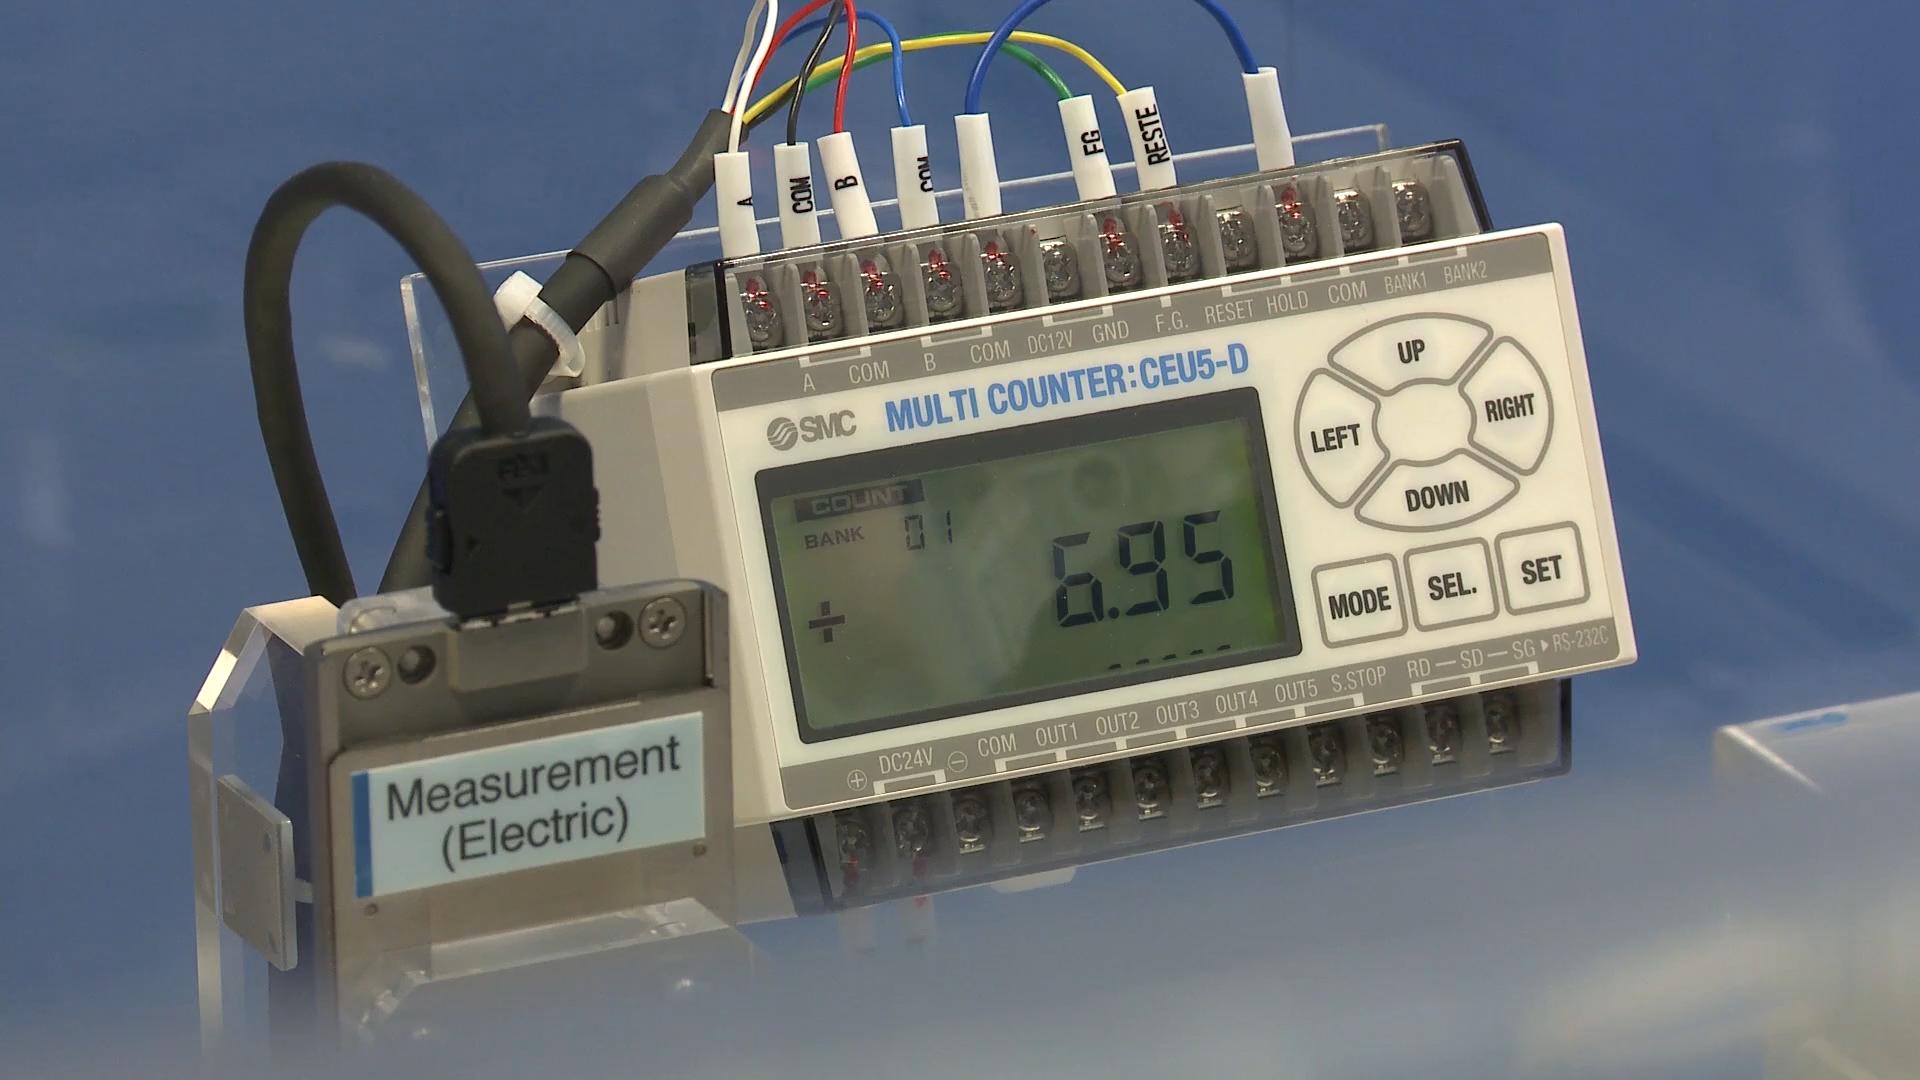 A
COM
B
COM
FG
RESTE
A COM B COM DC12V GND F.G. RESET HOLD COM BANK1 BANK2
SMC
MULTI COUNTER:CEU5-D
COUNT
BANK 01
+ 6.95
UP
LEFT
RIGHT
DOWN
MODE
SEL.
SET
⊕ DC24V ⊖ COM OUT1 OUT2 OUT3 OUT4 OUT5 S.STOP RD SD SG ▶ RS-232C
Measurement
(Electric)